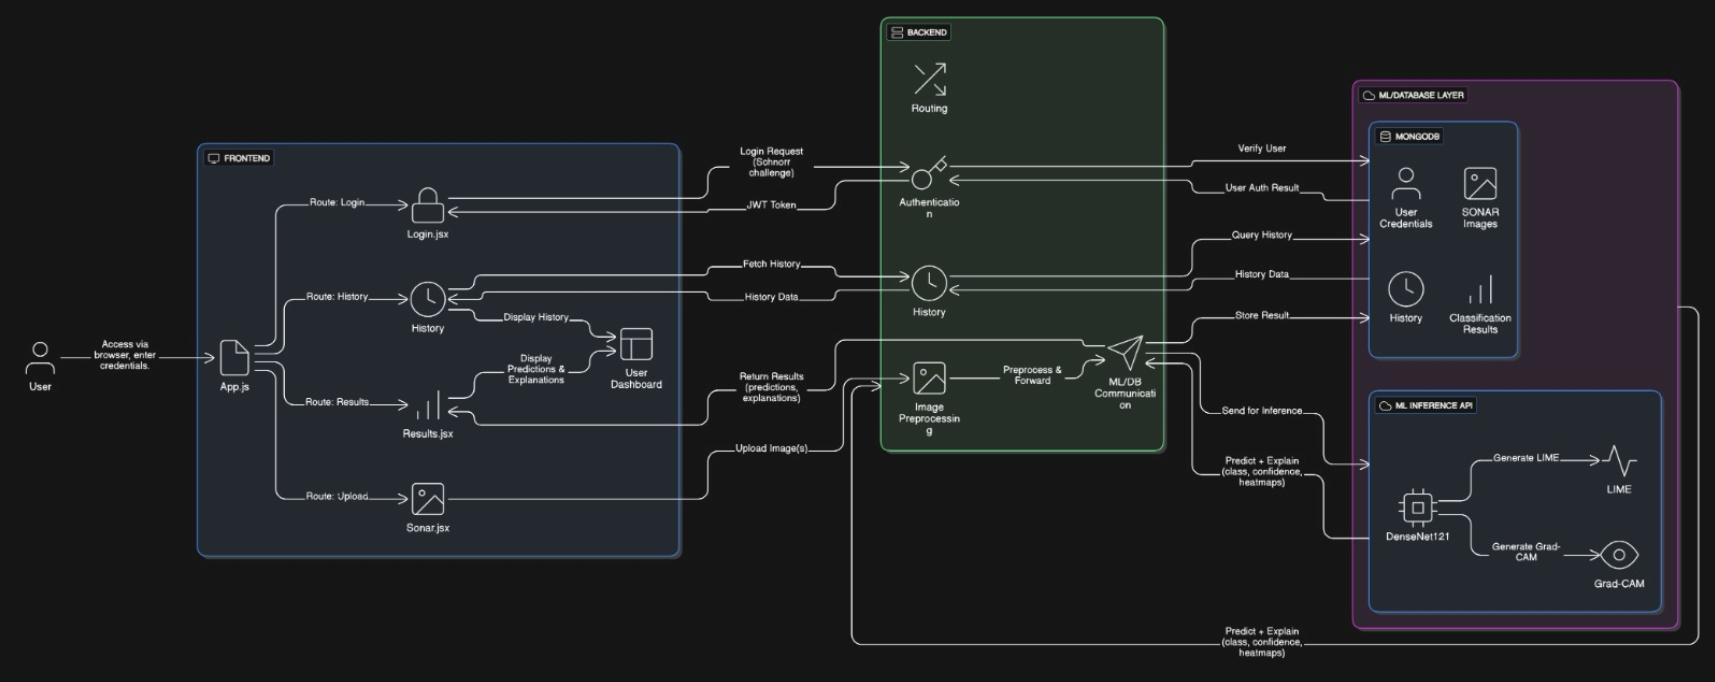 BACKEND
Routing
ML/DATABASE LAYER
MONGODB
FRONTEND
Login Request
(Schnorr
challenge)
Verify User
User Auth Result
Route: Login
Login.jsx
JWT Token
Authenticatio
n
User
Credentials
SONAR
Images
Query History
Fetch History
History Data
History Data
Route: History
History
History
History
Classification
Results
Display History
Store Result
Access via
browser, enter
credentials.
User
App.js
Display
Predictions &
Explanations
User
Dashboard
Return Results
(predictions,
explanations)
Preprocess &
Forward
ML/DB
Communicati
on
Image
Preprocessin
g
Route: Results
Results.jsx
Send for Inference
ML INFERENCE API
Upload Image(s)
Predict + Explain
(class, confidence,
heatmaps)
Generate LIME
LIME
Route: Upload
Sonar.jsx
DenseNet121
Generate Grad-
CAM
Grad-CAM
Predict + Explain
(class, confidence,
heatmaps)